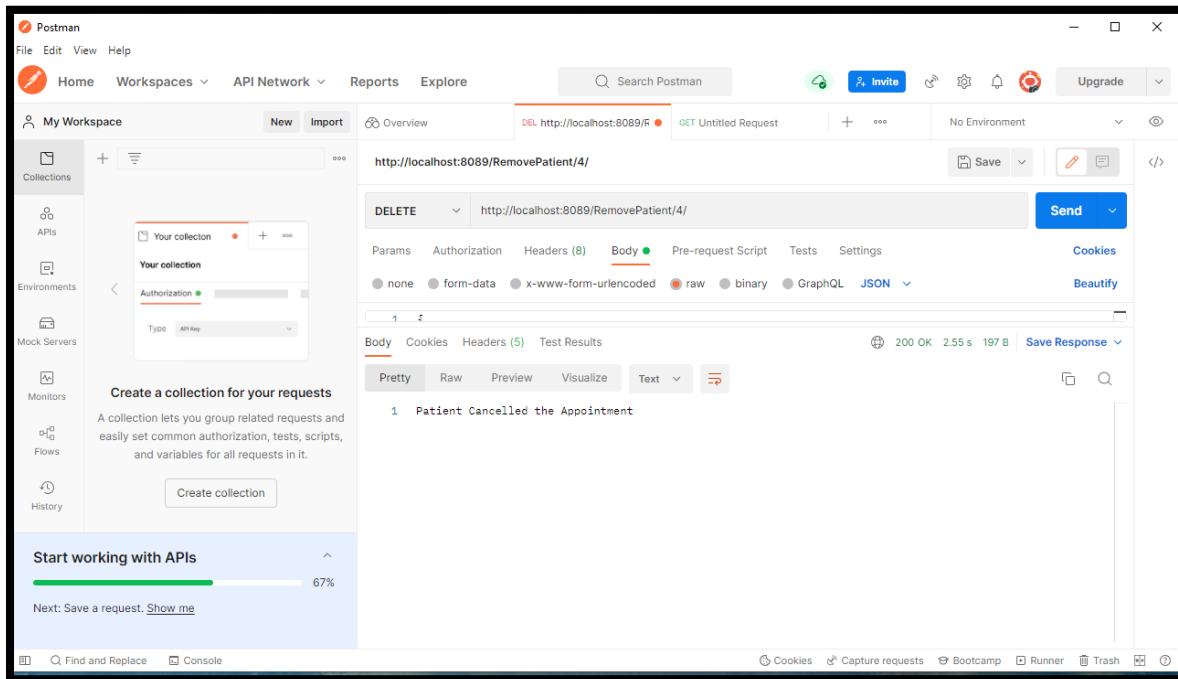 Postman
File Edit View Help
Home Workspaces API Network Reports Explore Search Postman Invite Upgrade
My Workspace New Import Overview DEL http://localhost:8089/R GET Untitled Request + ooo No Environment
Collections
APIs
Environments
Mock Servers
Monitors
Flows
History
+ ooo
Your collecton + ooo
Your collection
Authorization
Type API Key
Create a collection for your requests
A collection lets you group related requests and
easily set common authorization, tests, scripts,
and variables for all requests in it.
Create collection
Start working with APIs
67%
Next: Save a request. Show me
http://localhost:8089/RemovePatient/4/ Save </>
DELETE http://localhost:8089/RemovePatient/4/ Send
Params Authorization Headers (8) Body Pre-request Script Tests Settings Cookies
none form-data x-www-form-urlencoded raw binary GraphQL JSON Beautify
1 {
Body Cookies Headers (5) Test Results 200 OK 2.55 s 197 B Save Response
Pretty Raw Preview Visualize Text
1 Patient Cancelled the Appointment
Find and Replace Console Cookies Capture requests Bootcamp Runner Trash